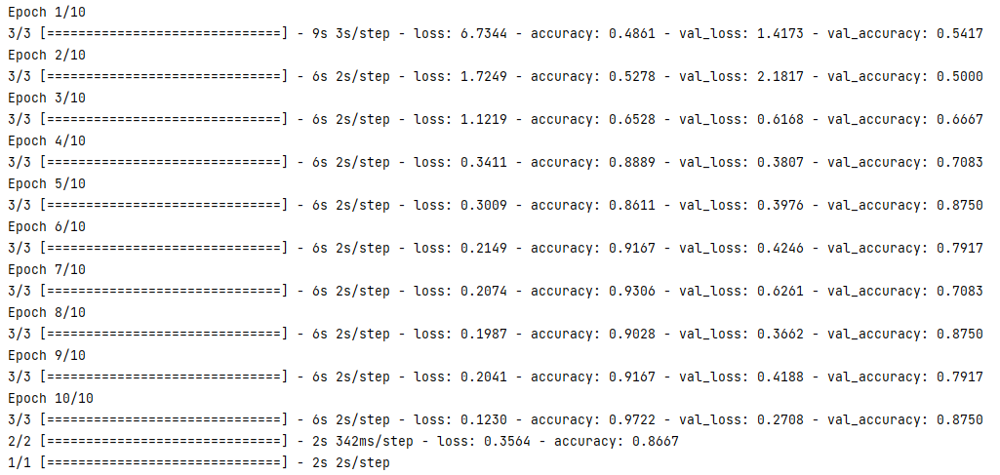 Epoch 1/10
3/3 [==============================] - 9s 3s/step - loss: 6.7344 - accuracy: 0.4861 - val_loss: 1.4173 - val_accuracy: 0.5417
Epoch 2/10
3/3 [==============================] - 6s 2s/step - loss: 1.7249 - accuracy: 0.5278 - val_loss: 2.1817 - val_accuracy: 0.5000
Epoch 3/10
3/3 [==============================] - 6s 2s/step - loss: 1.1219 - accuracy: 0.6528 - val_loss: 0.6168 - val_accuracy: 0.6667
Epoch 4/10
3/3 [==============================] - 6s 2s/step - loss: 0.3411 - accuracy: 0.8889 - val_loss: 0.3807 - val_accuracy: 0.7083
Epoch 5/10
3/3 [==============================] - 6s 2s/step - loss: 0.3009 - accuracy: 0.8611 - val_loss: 0.3976 - val_accuracy: 0.8750
Epoch 6/10
3/3 [==============================] - 6s 2s/step - loss: 0.2149 - accuracy: 0.9167 - val_loss: 0.4246 - val_accuracy: 0.7917
Epoch 7/10
3/3 [==============================] - 6s 2s/step - loss: 0.2074 - accuracy: 0.9306 - val_loss: 0.6261 - val_accuracy: 0.7083
Epoch 8/10
3/3 [==============================] - 6s 2s/step - loss: 0.1987 - accuracy: 0.9028 - val_loss: 0.3662 - val_accuracy: 0.8750
Epoch 9/10
3/3 [==============================] - 6s 2s/step - loss: 0.2041 - accuracy: 0.9167 - val_loss: 0.4188 - val_accuracy: 0.7917
Epoch 10/10
3/3 [==============================] - 6s 2s/step - loss: 0.1230 - accuracy: 0.9722 - val_loss: 0.2708 - val_accuracy: 0.8750
2/2 [==============================] - 2s 342ms/step - loss: 0.3564 - accuracy: 0.8667
1/1 [==============================] - 2s 2s/step